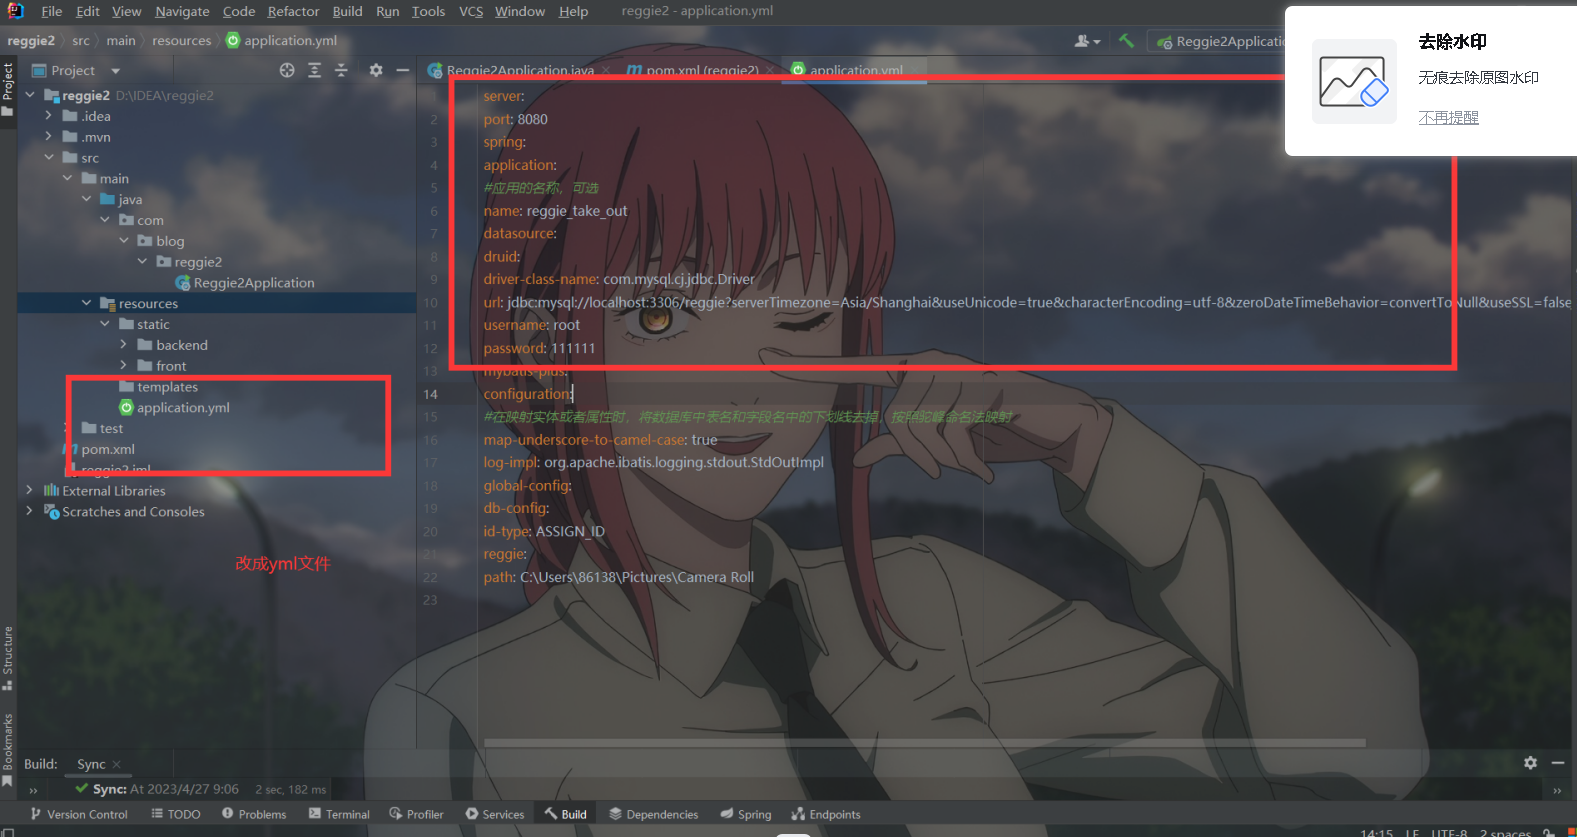 File Edit View Navigate Code Refactor Build Run Tools VCS Window Help reggie2 - application.yml
reggie2 src main resources application.yml
Project
Reggie2Application.java pom.xml (reggie2) application.yml
去除水印
无痕去除原图水印
不再提醒
Project
reggie2 D:\IDEA\reggie2
.idea
.mvn
src
main
java
com
blog
reggie2
Reggie2Application
resources
static
backend
front
templates
application.yml
test
pom.xml
reggie2.iml
External Libraries
Scratches and Consoles
改成yml文件
server:
2 port: 8080
3 spring:
4 application:
5 #应用的名称，可选
6 name: reggie_take_out
7 datasource:
8 druid:
9 driver-class-name: com.mysql.cj.jdbc.Driver
10 url: jdbc:mysql://localhost:3306/reggie?serverTimezone=Asia/Shanghai&useUnicode=true&characterEncoding=utf-8&zeroDateTimeBehavior=convertToNull&useSSL=false
11 username: root
12 password: 111111
13 mybatis-plus:
14 configuration:
15 #在映射实体或者属性时，将数据库中表名和字段名中的下划线去掉，按照驼峰命名法映射
16 map-underscore-to-camel-case: true
17 log-impl: org.apache.ibatis.logging.stdout.StdOutImpl
18 global-config:
19 db-config:
20 id-type: ASSIGN_ID
21 reggie:
22 path: C:\Users\86138\Pictures\Camera Roll
23
Structure
Bookmarks
Build: Sync
Sync: At 2023/4/27 9:06 2 sec, 182 ms
Version Control TODO Problems Terminal Profiler Services Build Dependencies Spring Endpoints
14:15 LF UTF-8 2 spaces